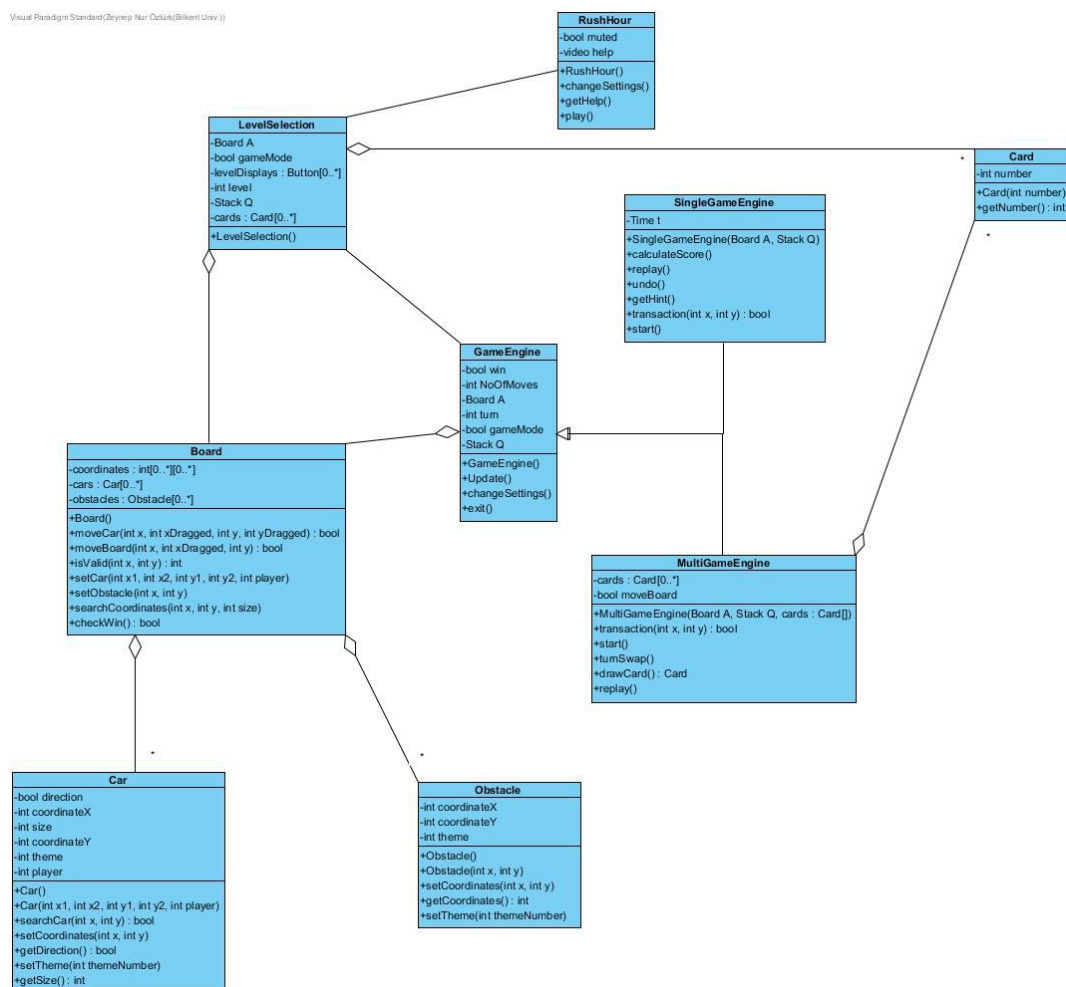 Visual Paradigm Standard(Zeynep Nur Öztürk(Bilkent Univ.))
RushHour
-bool muted
-video help
+RushHour()
+changeSettings()
+getHelp()
+play()
LevelSelection
-Board A
-bool gameMode
-levelDisplays : Button[0..*]
-int level
-Stack Q
-cards : Card[0..*]
+LevelSelection()
*
Card
-int number
+Card(int number)
+getNumber() : int
*
SingleGameEngine
-Time t
+SingleGameEngine(Board A, Stack Q)
+calculateScore()
+replay()
+undo()
+getHint()
+transaction(int x, int y) : bool
+start()
GameEngine
-bool win
-int NoOfMoves
-Board A
-int turn
-bool gameMode
-Stack Q
+GameEngine()
+Update()
+changeSettings()
+exit()
Board
-coordinates : int[0..*][0..*]
-cars : Car[0..*]
-obstacles : Obstacle[0..*]
+Board()
+moveCar(int x, int xDragged, int y, int yDragged) : bool
+moveBoard(int x, int xDragged, int y) : bool
+isValid(int x, int y) : int
+setCar(int x1, int x2, int y1, int y2, int player)
+setObstacle(int x, int y)
+searchCoordinates(int x, int y, int size)
+checkWin() : bool
MultiGameEngine
-cards : Card[0..*]
-bool moveBoard
+MultiGameEngine(Board A, Stack Q, cards : Card[])
+transaction(int x, int y) : bool
+start()
+turnSwap()
+drawCard() : Card
+replay()
*
*
Car
-bool direction
-int coordinateX
-int size
-int coordinateY
-int theme
-int player
+Car()
+Car(int x1, int x2, int y1, int y2, int player)
+searchCar(int x, int y) : bool
+setCoordinates(int x, int y)
+getDirection() : bool
+setTheme(int themeNumber)
+getSize() : int
Obstacle
-int coordinateX
-int coordinateY
-int theme
+Obstacle()
+Obstacle(int x, int y)
+setCoordinates(int x, int y)
+getCoordinates() : int
+setTheme(int themeNumber)